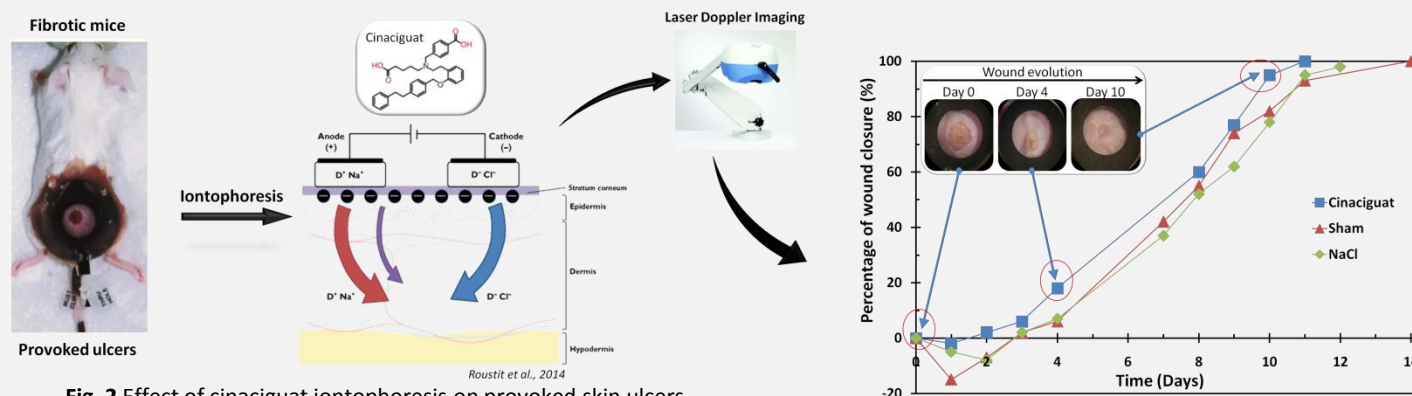 Fibrotic mice
Provoked ulcers
Iontophoresis
Cinaciguat
O
OH
HO
O
N
O
Anode
(+)
Cathode
(−)
D⁺ Na⁺
D⁻ Cl⁻
Stratum corneum
Epidermis
Dermis
Hypodermis
D⁺ Na⁺
D⁻ Cl⁻
Roustit et al., 2014
Fig. 2 Effect of cinaciguat iontophoresis on provoked skin ulcers
Laser Doppler Imaging
Percentage of wound closure (%)
100
80
60
40
20
0
-20
Wound evolution
Day 0
Day 4
Day 10
Cinaciguat
Sham
NaCl
0
2
4
6
8
10
12
14
Time (Days)